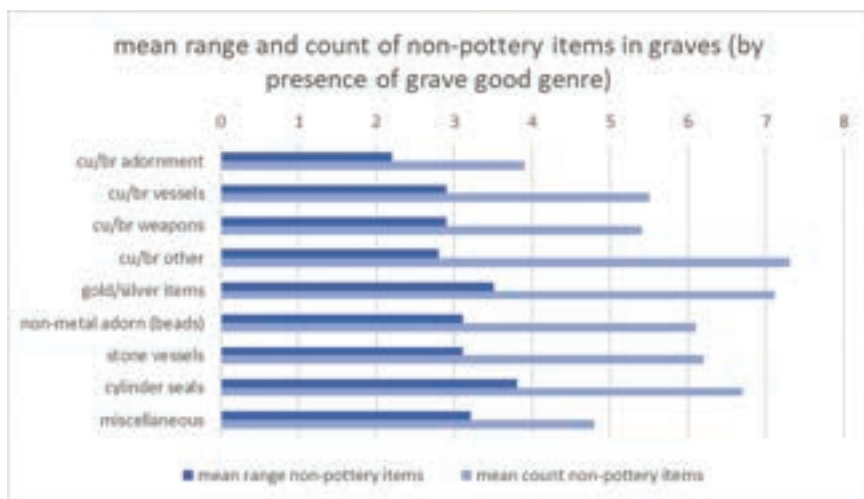 mean range and count of non-pottery items in graves (by
presence of grave good genre)
0 1 2 3 4 5 6 7 8
cu/br adornment
cu/br vessels
cu/br weapons
cu/br other
gold/silver items
non-metal adorn (beads)
stone vessels
cylinder seals
miscellaneous
mean range non-pottery items mean count non-pottery items